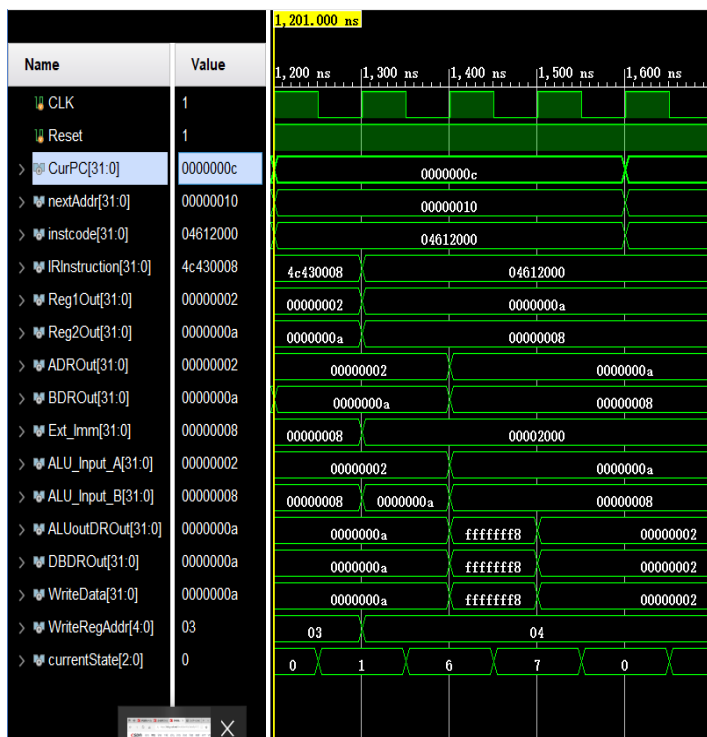 1,201.000 ns
Name Value
1,200 ns 1,300 ns 1,400 ns 1,500 ns 1,600 ns
CLK 1
Reset 1
CurPC[31:0] 0000000c 0000000c
nextAddr[31:0] 00000010 00000010
instcode[31:0] 04612000 04612000
IRInstruction[31:0] 4c430008 4c430008 04612000
Reg1Out[31:0] 00000002 00000002 0000000a
Reg2Out[31:0] 0000000a 0000000a 00000008
ADROut[31:0] 00000002 00000002 0000000a
BDROut[31:0] 0000000a 0000000a 00000008
Ext_Imm[31:0] 00000008 00000008 00002000
ALU_Input_A[31:0] 00000002 00000002 0000000a
ALU_Input_B[31:0] 00000008 00000008 0000000a 00000008
ALUoutDROut[31:0] 0000000a 0000000a fffffff8 00000002
DBDROut[31:0] 0000000a 0000000a fffffff8 00000002
WriteData[31:0] 0000000a 0000000a fffffff8 00000002
WriteRegAddr[4:0] 03 03 04
currentState[2:0] 0 0 1 6 7 0